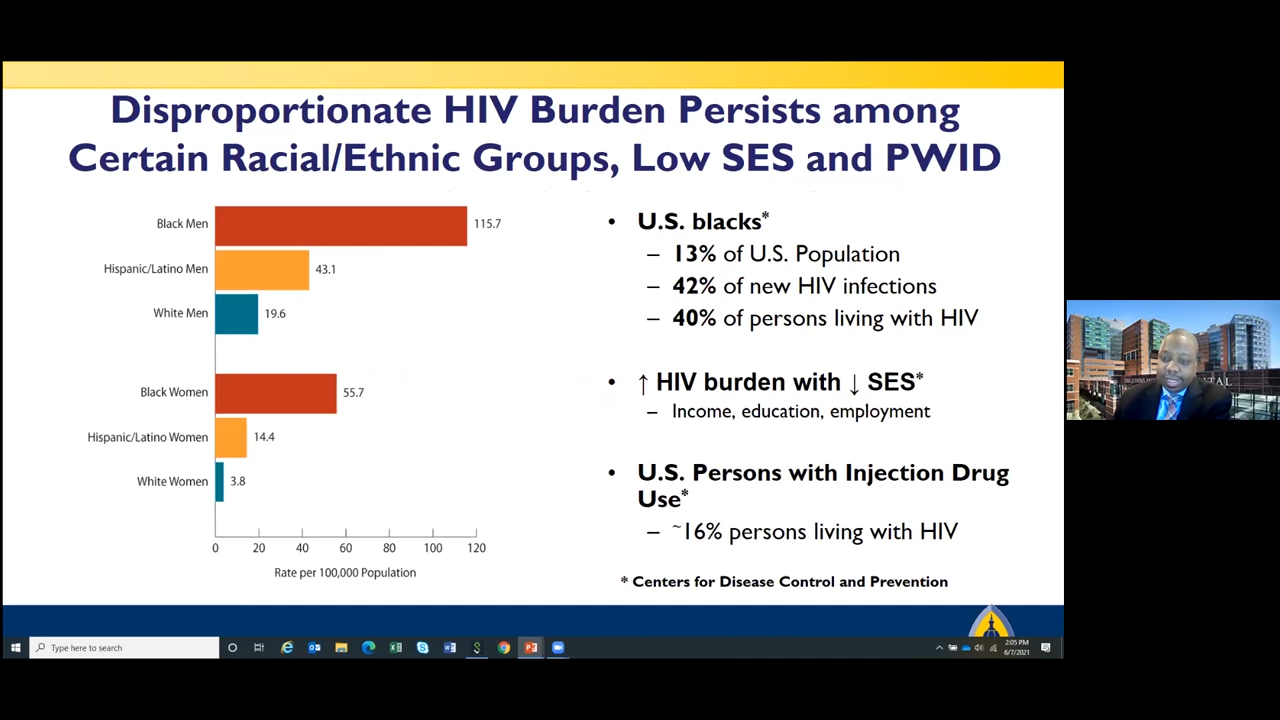 Disproportionate HIV Burden Persists among
Certain Racial/Ethnic Groups, Low SES and PWID
Black Men
115.7
Hispanic/Latino Men
43.1
White Men
19.6
Black Women
55.7
Hispanic/Latino Women
14.4
White Women
3.8
0 20 40 60 80 100 120
Rate per 100,000 Population
• U.S. blacks*
– 13% of U.S. Population
– 42% of new HIV infections
– 40% of persons living with HIV
• ↑ HIV burden with ↓ SES*
– Income, education, employment
• U.S. Persons with Injection Drug
Use*
– ~16% persons living with HIV
* Centers for Disease Control and Prevention
Type here to search
2:05 PM
6/7/2021